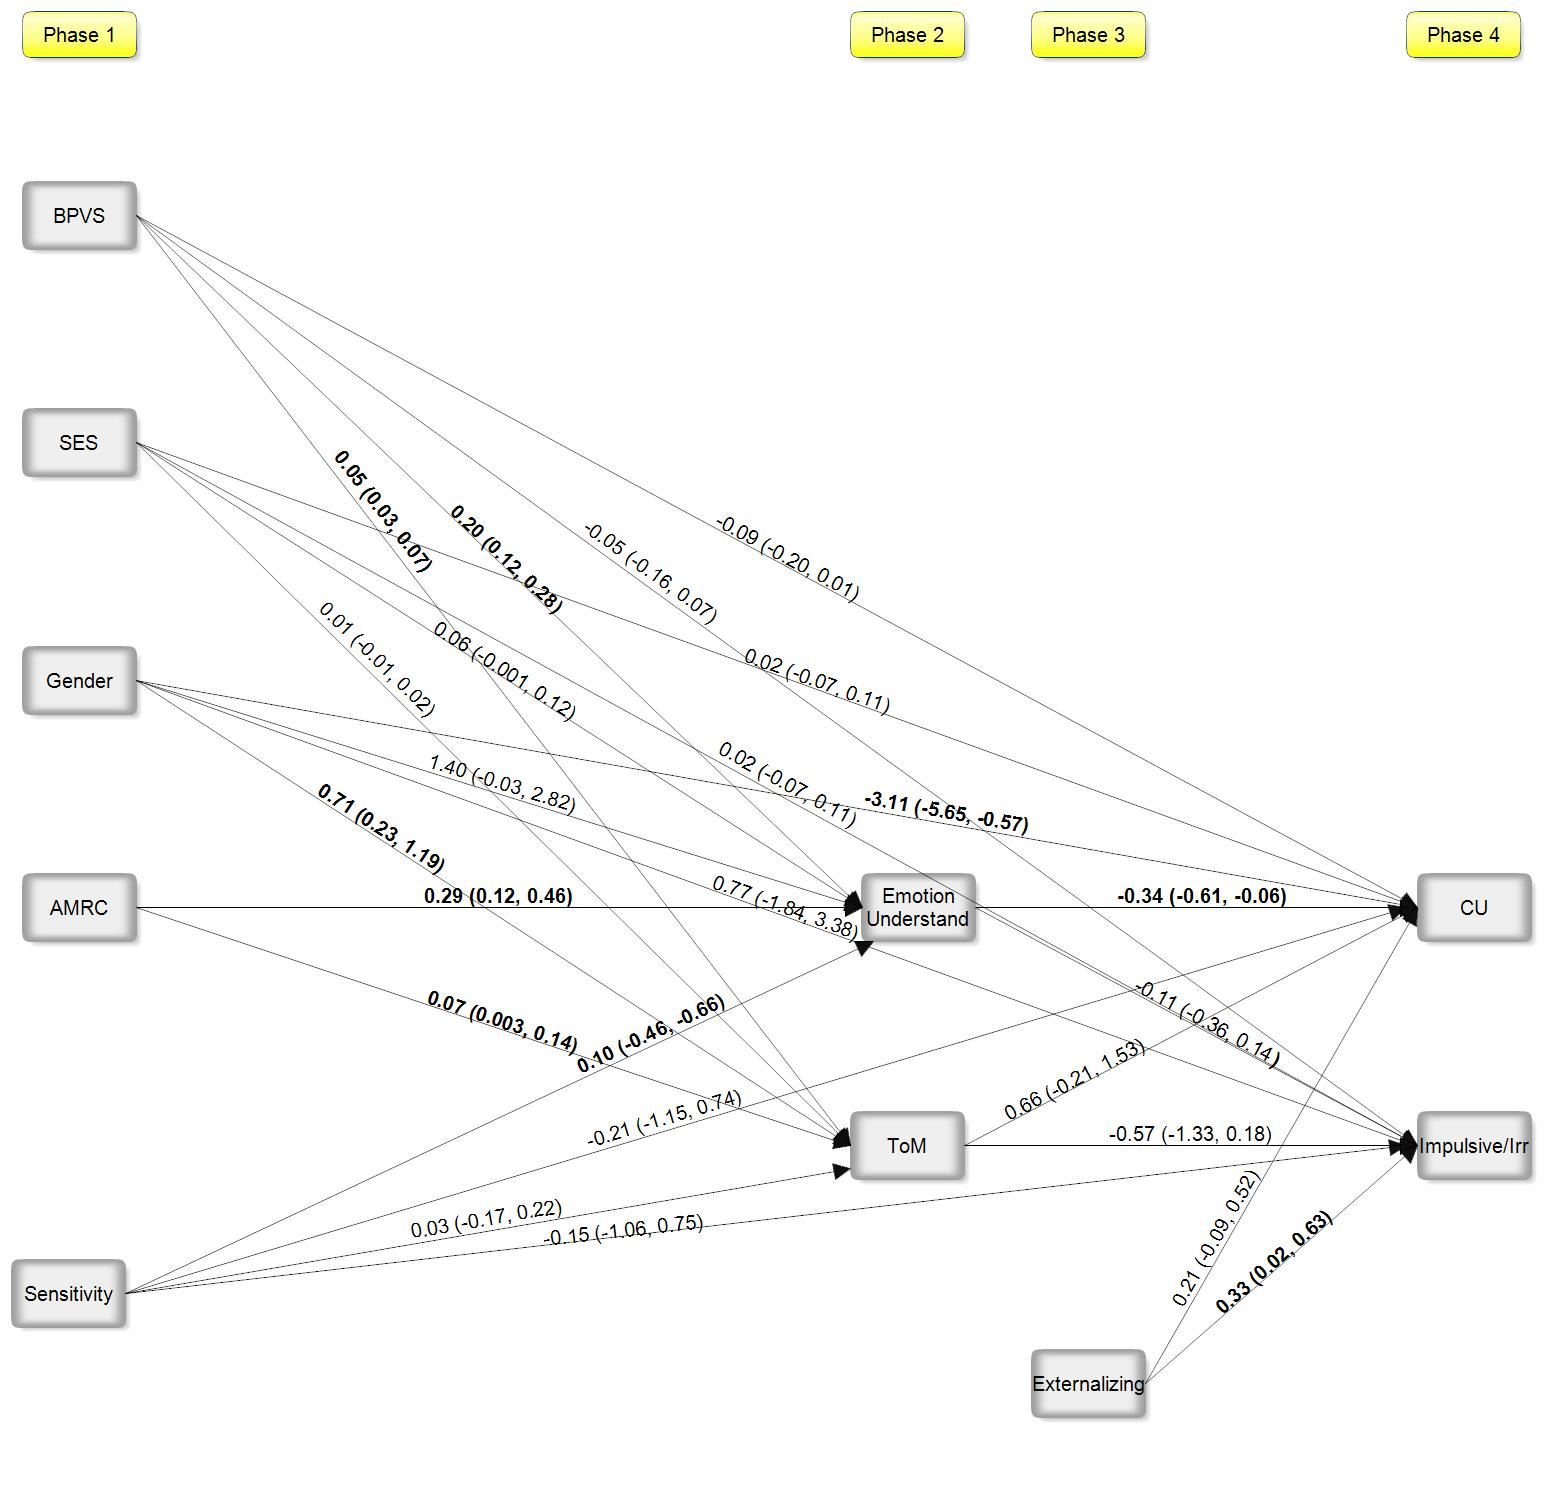 Phase 1
Phase 2
Phase 3
Phase 4
BPVS
SES
0.05 (0.03, 0.07)
0.20 (0.12, 0.28)
-0.05 (-0.16, 0.07)
-0.09 (-0.20, 0.01)
0.01 (-0.01, 0.02)
0.06 (-0.001, 0.12)
0.02 (-0.07, 0.11)
Gender
1.40 (-0.03, 2.82)
0.02 (-0.07, 0.11)
-3.11 (-5.65, -0.57)
0.71 (0.23, 1.19)
AMRC
0.29 (0.12, 0.46)
0.77 (-1.84, 3.38)
Emotion
Understand
-0.34 (-0.61, -0.06)
CU
0.07 (0.003, 0.14)
0.10 (-0.46, -0.66)
-0.11 (-0.36, 0.14)
0.66 (-0.21, 1.53)
-0.21 (-1.15, 0.74)
ToM
-0.57 (-1.33, 0.18)
Impulsive/Irr
0.03 (-0.17, 0.22)
-0.15 (-1.06, 0.75)
0.21 (-0.09, 0.52)
0.33 (0.02, 0.63)
Sensitivity
Externalizing